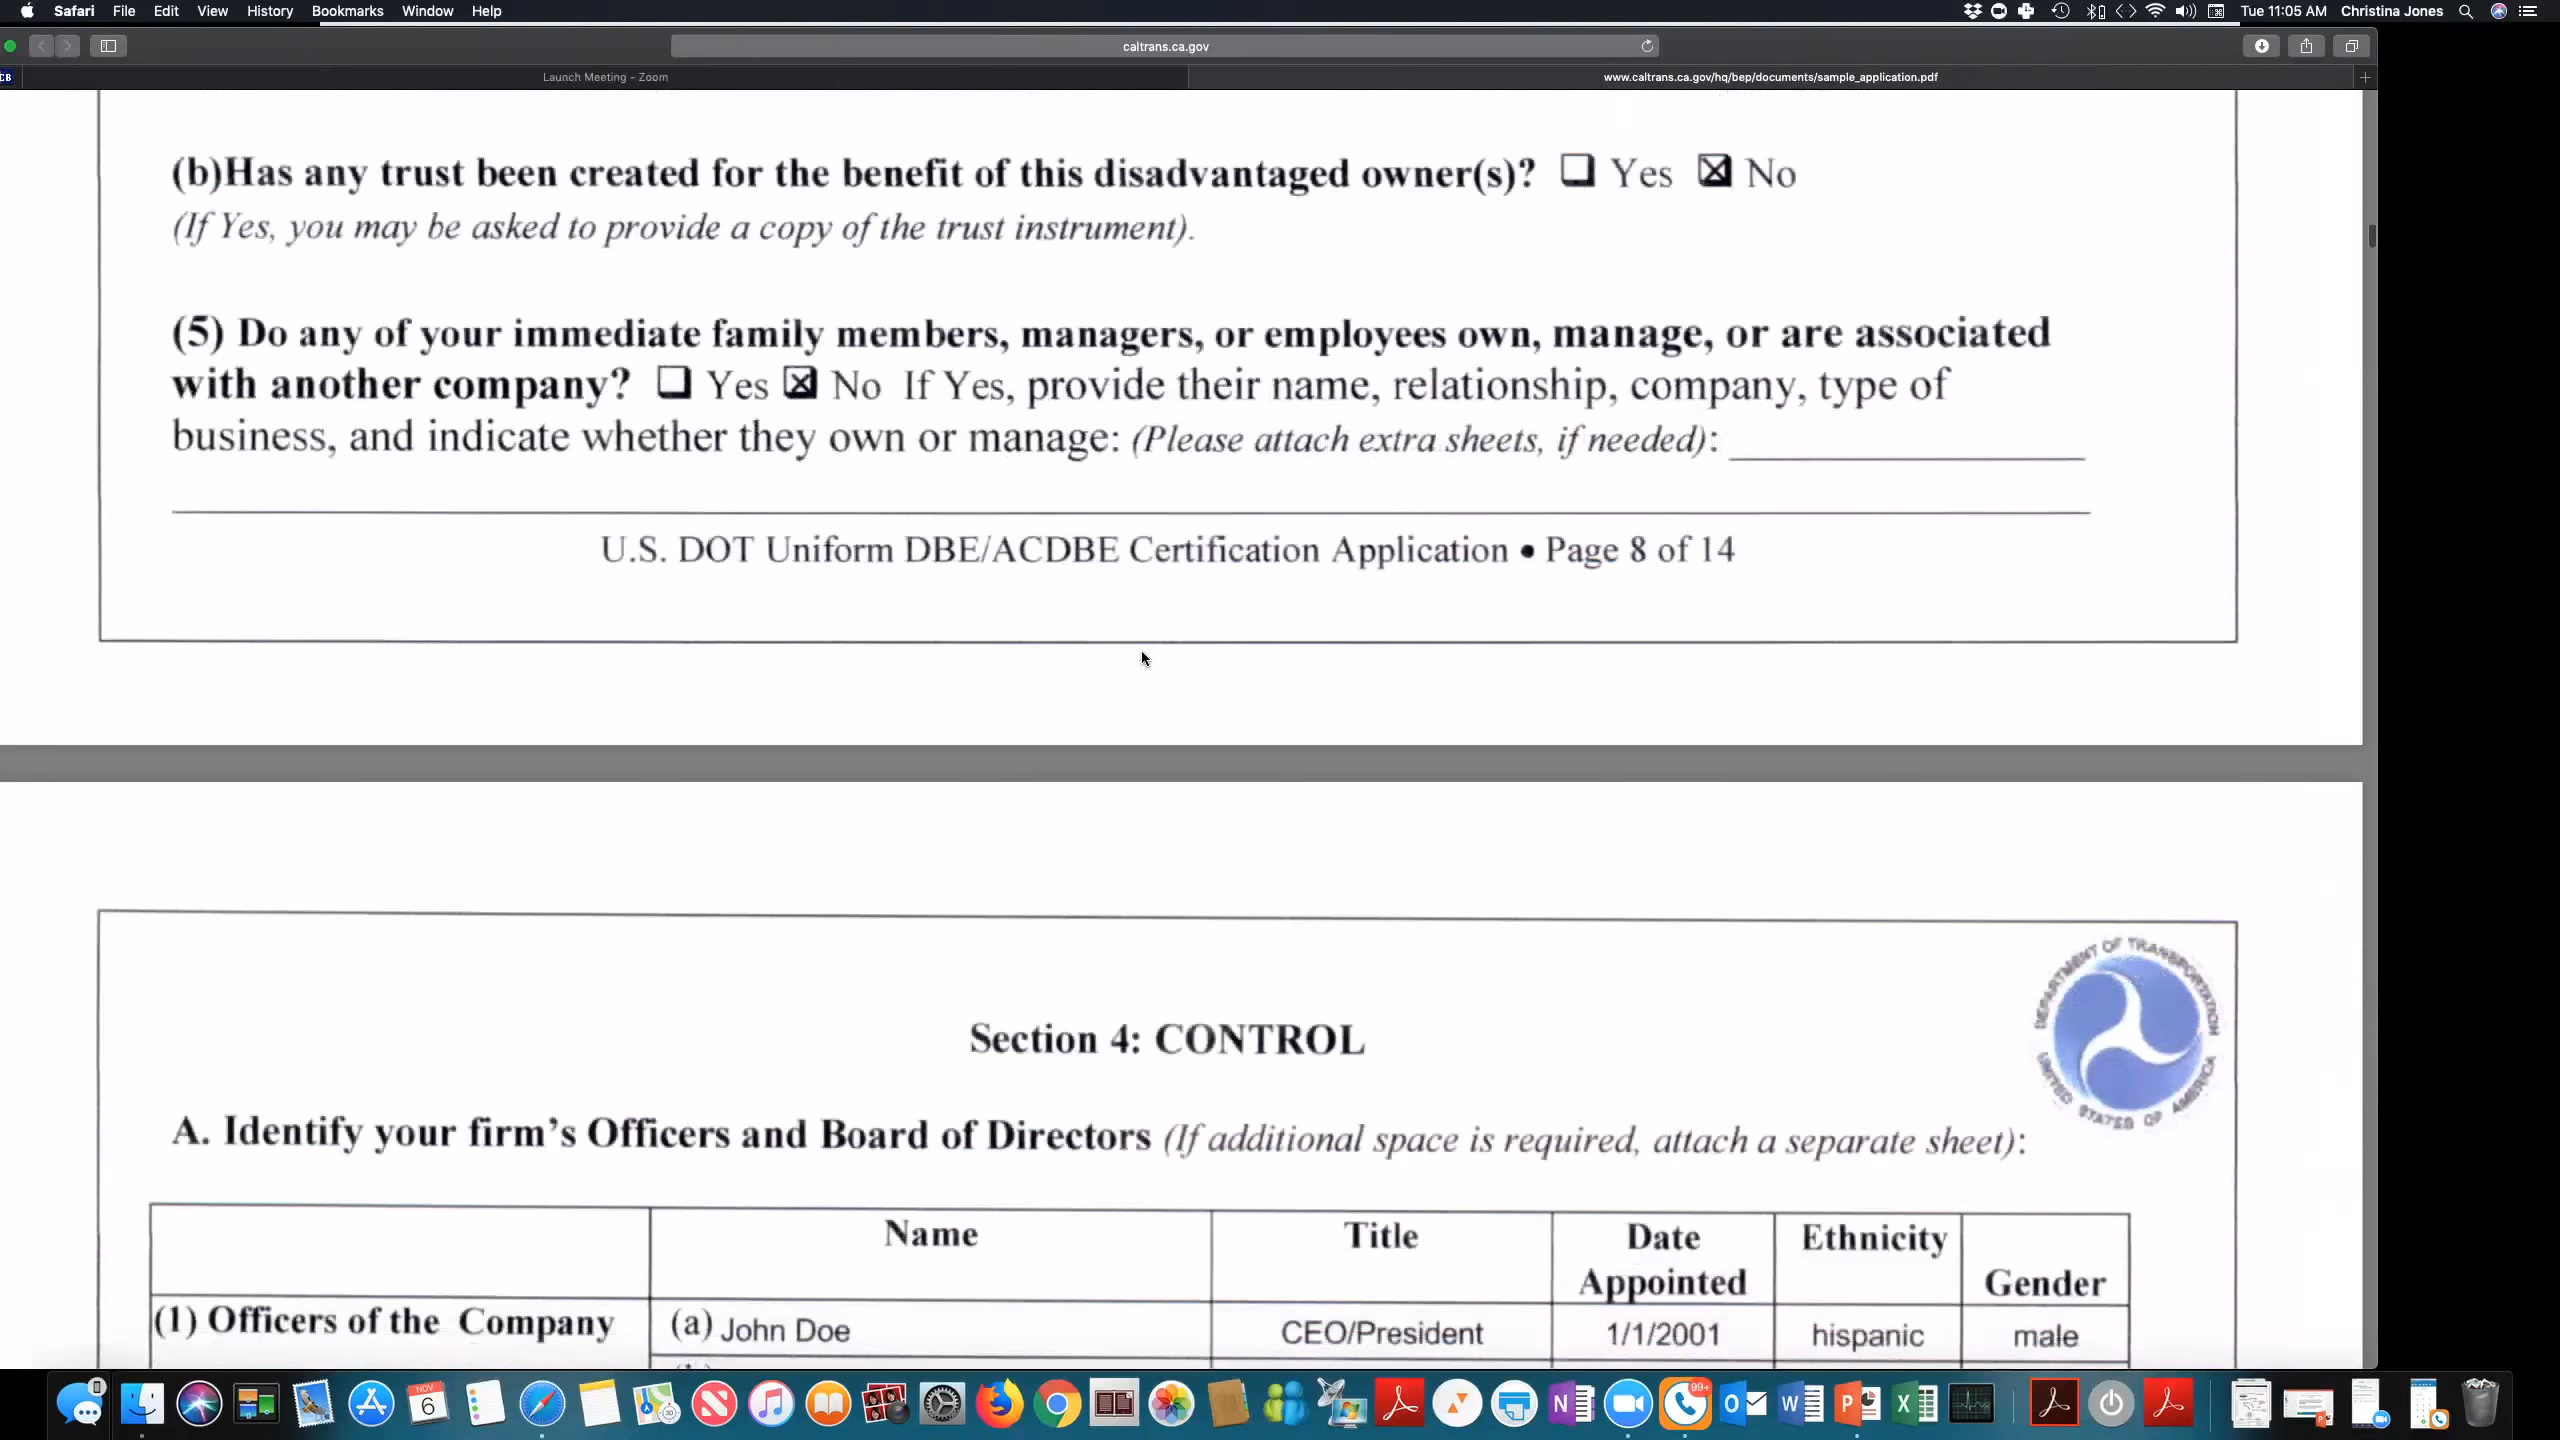 Safari File Edit View History Bookmarks Window Help Tue 11:05 AM Christina Jones
caltrans.ca.gov
CB Launch Meeting - Zoom www.caltrans.ca.gov/hq/bep/documents/sample_application.pdf
(b)Has any trust been created for the benefit of this disadvantaged owner(s)? Yes No
(If Yes, you may be asked to provide a copy of the trust instrument).
(5) Do any of your immediate family members, managers, or employees own, manage, or are associated
with another company? Yes No If Yes, provide their name, relationship, company, type of
business, and indicate whether they own or manage: (Please attach extra sheets, if needed):
U.S. DOT Uniform DBE/ACDBE Certification Application • Page 8 of 14
DEPARTMENT OF TRANSPORTATION
UNITED STATES OF AMERICA
Section 4: CONTROL
A. Identify your firm's Officers and Board of Directors (If additional space is required, attach a separate sheet):
Name Title Date Appointed Ethnicity Gender
(1) Officers of the Company (a) John Doe CEO/President 1/1/2001 hispanic male
NOV
6
99+